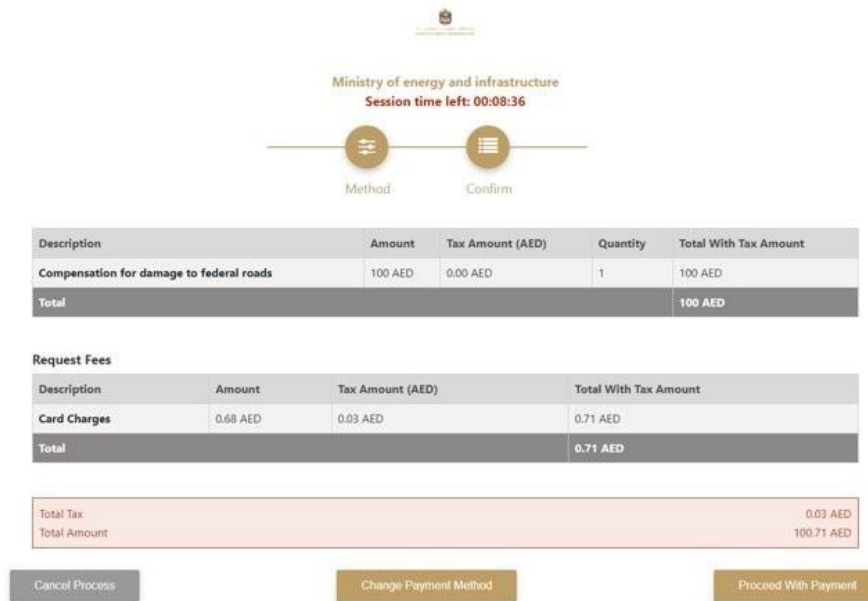 Ministry of energy and infrastructure
Session time left: 00:08:36
Method Confirm
Description Amount Tax Amount (AED) Quantity Total With Tax Amount
Compensation for damage to federal roads 100 AED 0.00 AED 1 100 AED
Total 100 AED
Request Fees
Description Amount Tax Amount (AED) Total With Tax Amount
Card Charges 0.68 AED 0.03 AED 0.71 AED
Total 0.71 AED
Total Tax 0.03 AED
Total Amount 100.71 AED
Cancel Process Change Payment Method Proceed With Payment